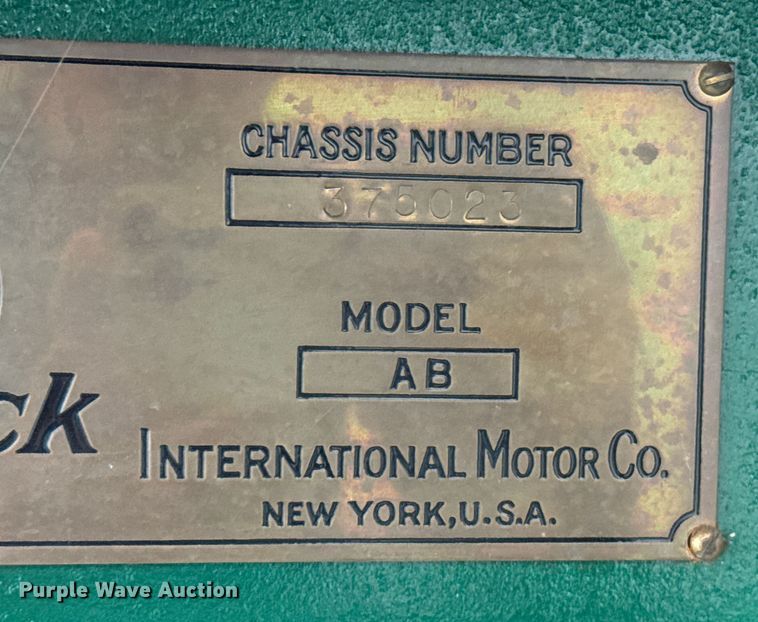 CHASSIS NUMBER
375023
MODEL
AB
ck
INTERNATIONAL MOTOR CO.
NEW YORK, U.S.A.
Purple Wave Auction